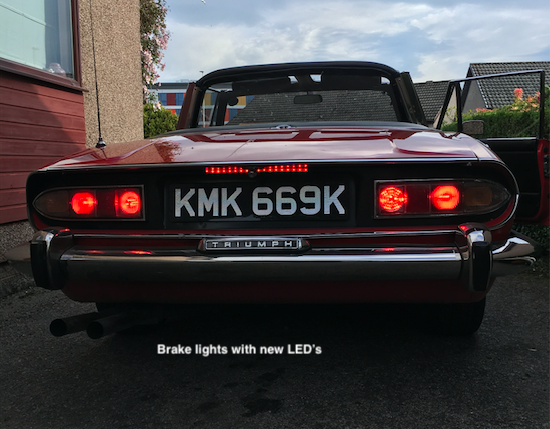 KMK 669K
TRIUMPH
Brake lights with new LED's